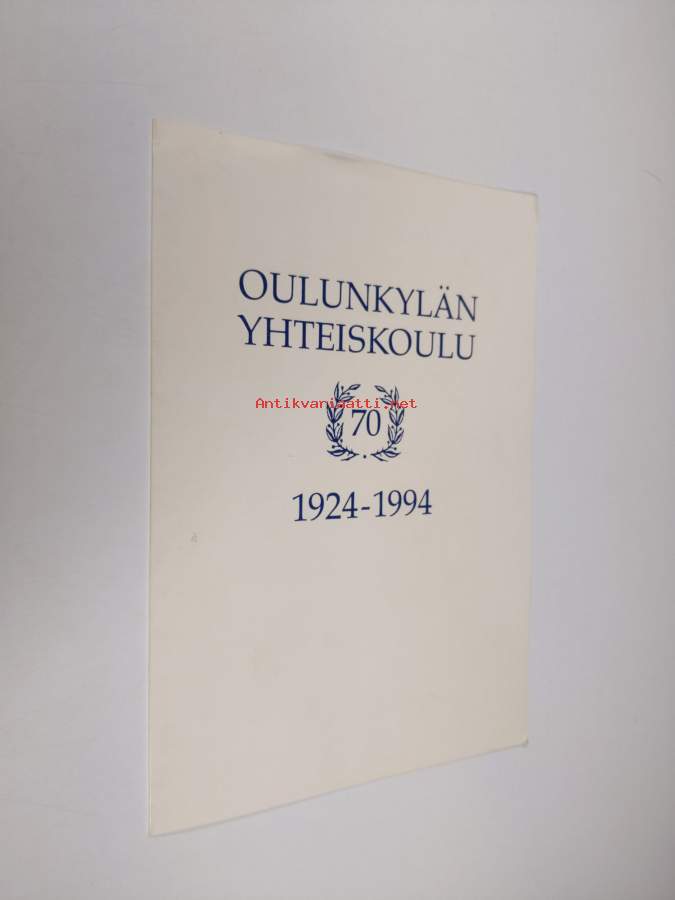 OULUNKYLÄN
YHTEISKOULU
Antikvariaatti.net
70
1924-1994